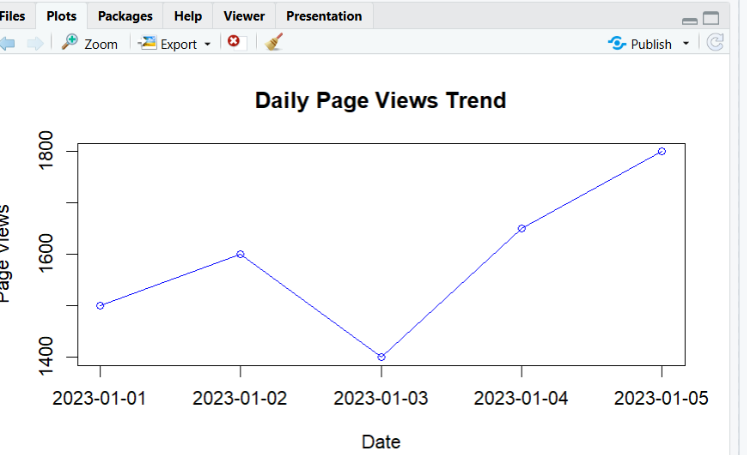 Files Plots Packages Help Viewer Presentation
Zoom Export Publish
Daily Page Views Trend
1800
1600
1400
Page Views
2023-01-01 2023-01-02 2023-01-03 2023-01-04 2023-01-05
Date